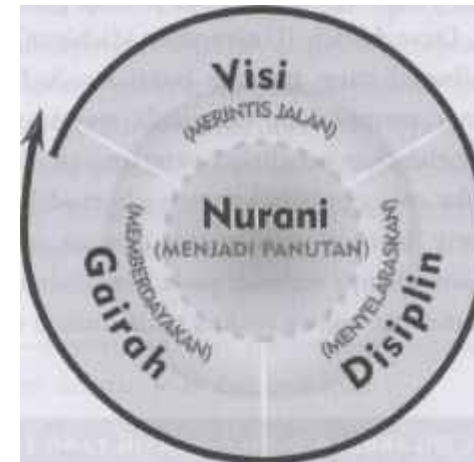 Visi
(MERINTIS JALAN)
Nurani
(MENJADI PANUTAN)
Disiplin
(MENYELARASKAN)
Gairah
(MEMBERDAYAKAN)